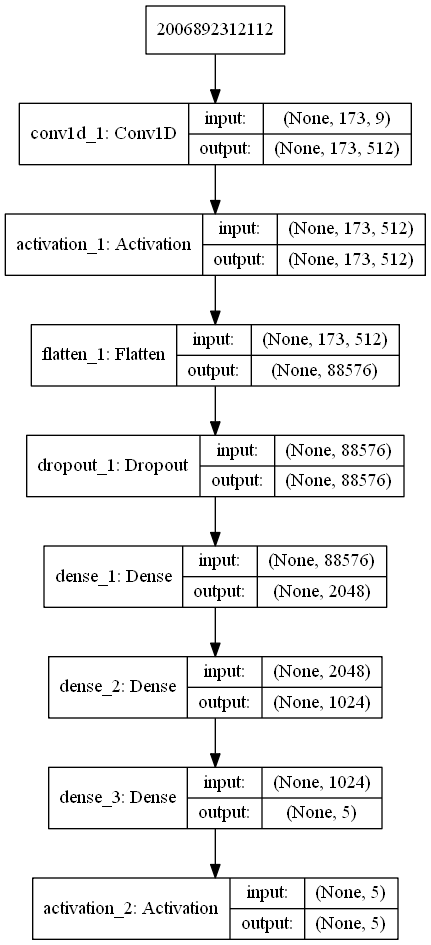 2006892312112
conv1d_1: Conv1D
input: (None, 173, 9)
output: (None, 173, 512)
activation_1: Activation
input: (None, 173, 512)
output: (None, 173, 512)
flatten_1: Flatten
input: (None, 173, 512)
output: (None, 88576)
dropout_1: Dropout
input: (None, 88576)
output: (None, 88576)
dense_1: Dense
input: (None, 88576)
output: (None, 2048)
dense_2: Dense
input: (None, 2048)
output: (None, 1024)
dense_3: Dense
input: (None, 1024)
output: (None, 5)
activation_2: Activation
input: (None, 5)
output: (None, 5)